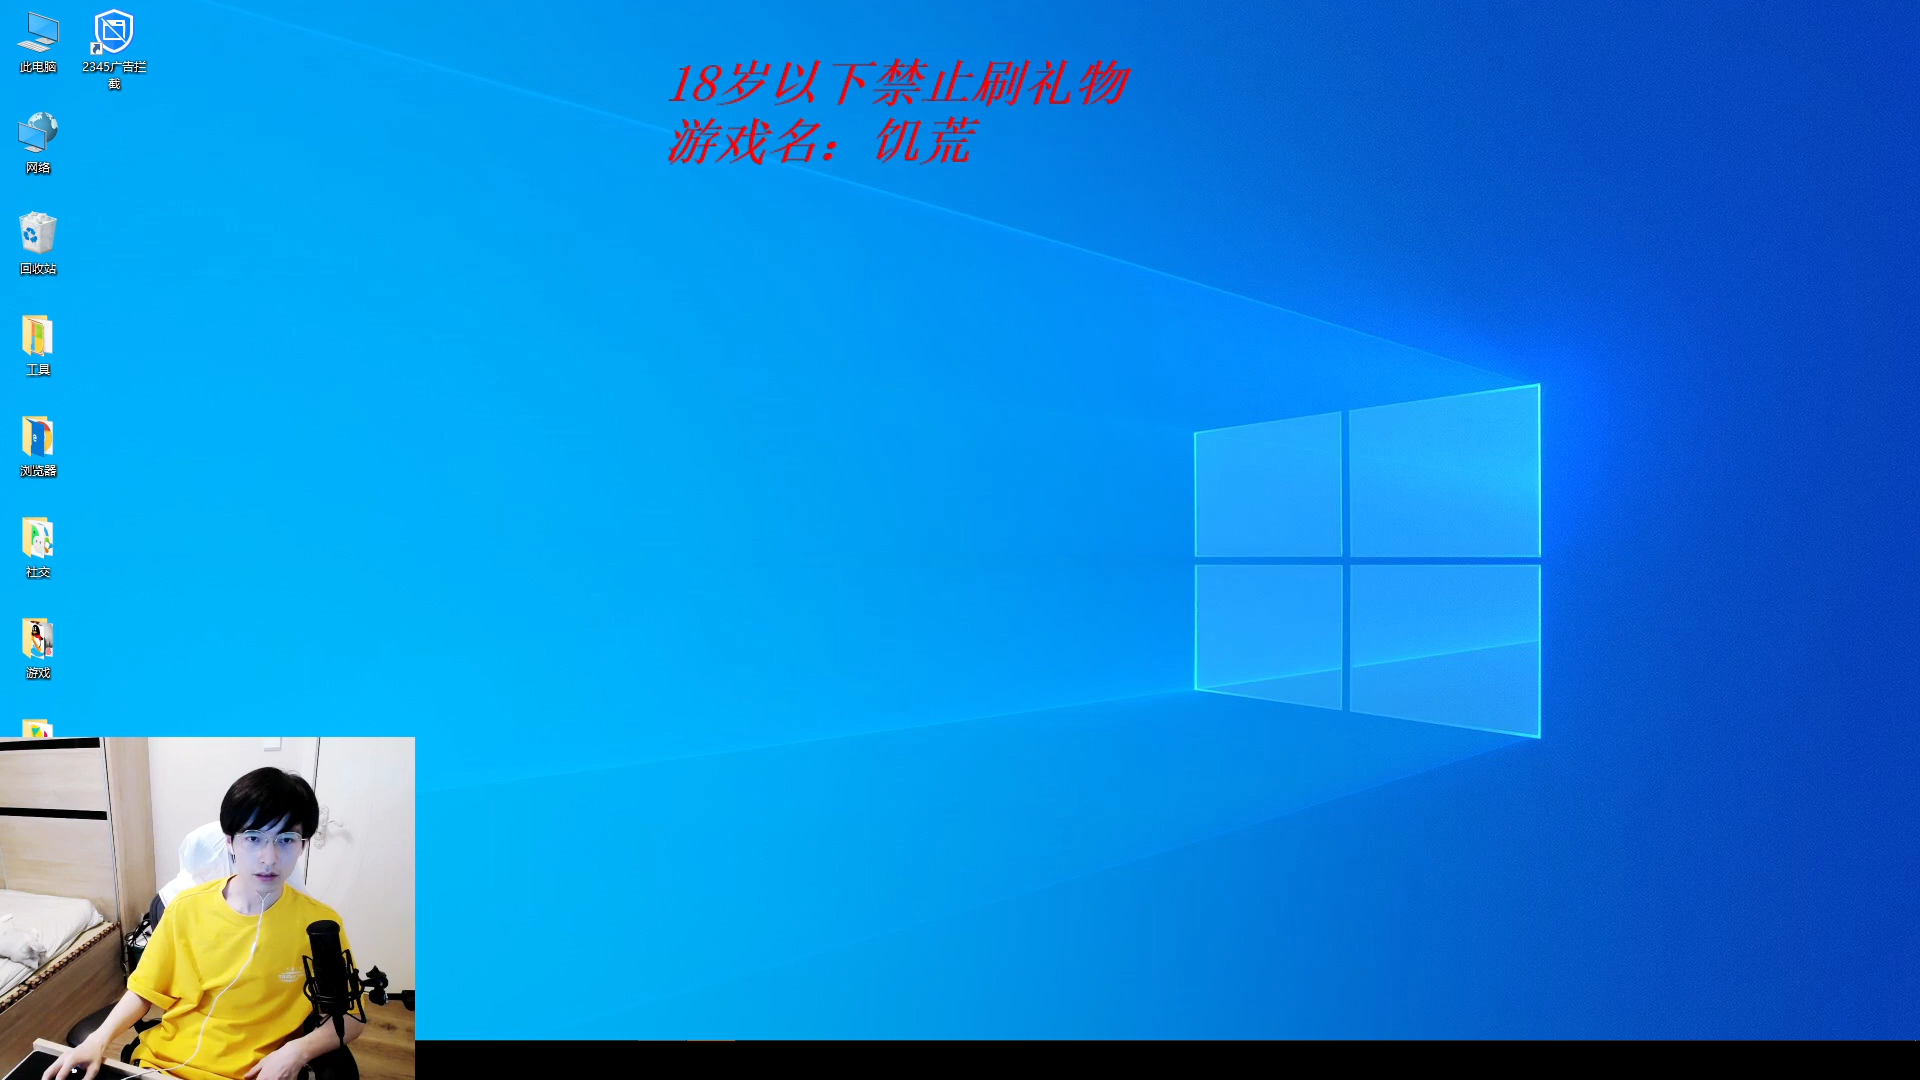 此电脑
2345广告拦
截
18岁以下禁止刷礼物
游戏名：饥荒
网络
回收站
工具
浏览器
社交
游戏